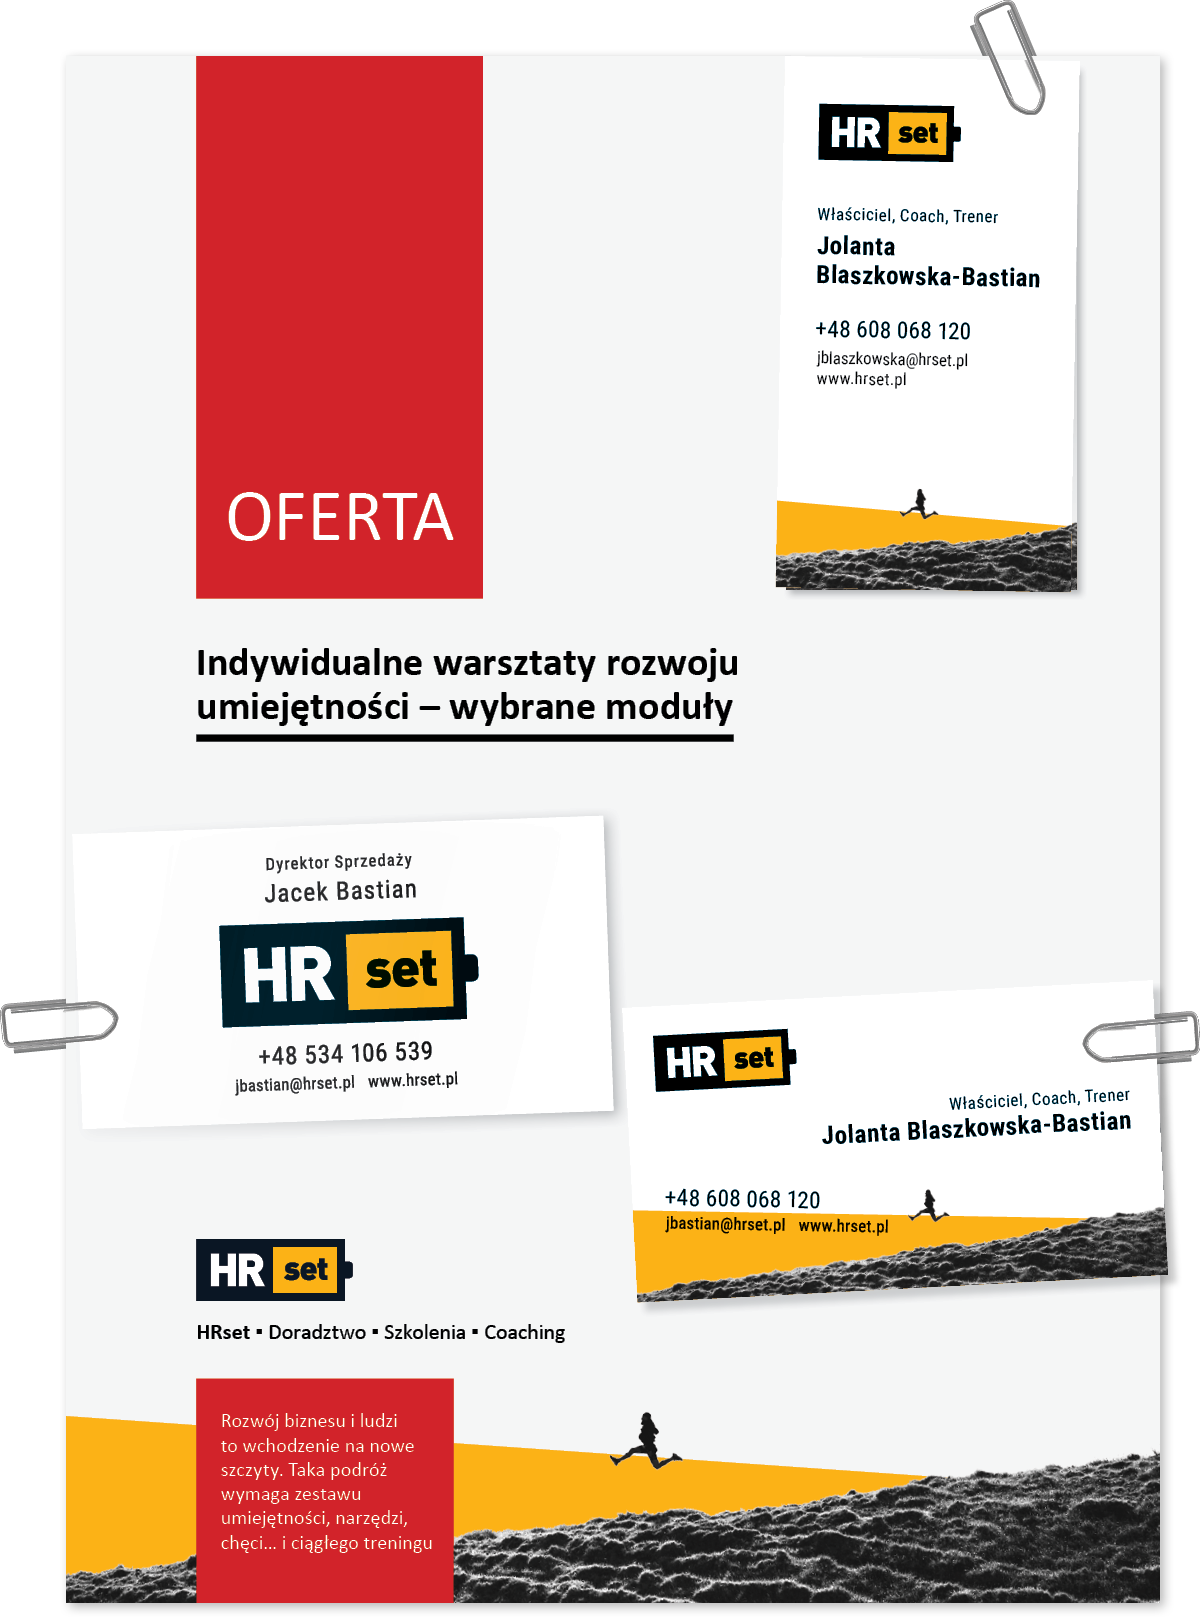 HR set
Właściciel, Coach, Trener
Jolanta
Blaszkowska-Bastian
+48 608 068 120
jblaszkowska@hrset.pl
www.hrset.pl
OFERTA
Indywidualne warsztaty rozwoju
umiejętności – wybrane moduły
Dyrektor Sprzedaży
Jacek Bastian
HR set
+48 534 106 539
jbastian@hrset.pl www.hrset.pl
HR set
Właściciel, Coach, Trener
Jolanta Blaszkowska-Bastian
+48 608 068 120
jbastian@hrset.pl www.hrset.pl
HR set
HRset ▪ Doradztwo ▪ Szkolenia ▪ Coaching
Rozwój biznesu i ludzi
to wchodzenie na nowe
szczyty. Taka podróż
wymaga zestawu
umiejętności, narzędzi,
chęci... i ciągłego treningu